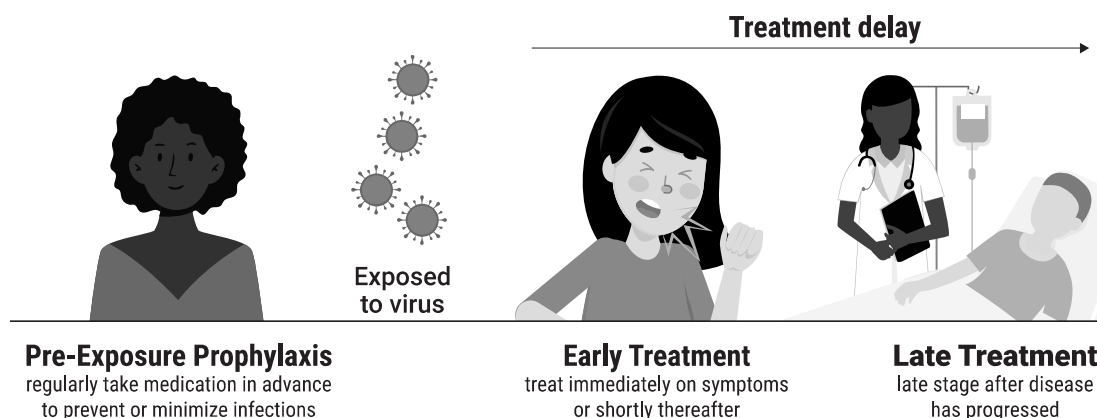 Treatment delay
Exposed
to virus
Pre-Exposure Prophylaxis
regularly take medication in advance
to prevent or minimize infections
Early Treatment
treat immediately on symptoms
or shortly thereafter
Late Treatment
late stage after disease
has progressed